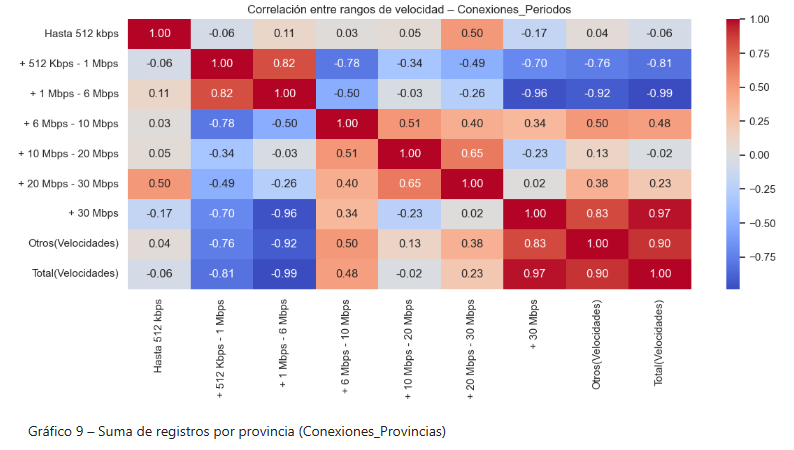 Correlación entre rangos de velocidad – Conexiones_Periodos
Hasta 512 kbps 1.00 -0.06 0.11 0.03 0.05 0.50 -0.17 0.04 -0.06
+ 512 Kbps - 1 Mbps -0.06 1.00 0.82 -0.78 -0.34 -0.49 -0.70 -0.76 -0.81
+ 1 Mbps - 6 Mbps 0.11 0.82 1.00 -0.50 -0.03 -0.26 -0.96 -0.92 -0.99
+ 6 Mbps - 10 Mbps 0.03 -0.78 -0.50 1.00 0.51 0.40 0.34 0.50 0.48
+ 10 Mbps - 20 Mbps 0.05 -0.34 -0.03 0.51 1.00 0.65 -0.23 0.13 -0.02
+ 20 Mbps - 30 Mbps 0.50 -0.49 -0.26 0.40 0.65 1.00 0.02 0.38 0.23
+ 30 Mbps -0.17 -0.70 -0.96 0.34 -0.23 0.02 1.00 0.83 0.97
Otros(Velocidades) 0.04 -0.76 -0.92 0.50 0.13 0.38 0.83 1.00 0.90
Total(Velocidades) -0.06 -0.81 -0.99 0.48 -0.02 0.23 0.97 0.90 1.00
Hasta 512 kbps
+ 512 Kbps - 1 Mbps
+ 1 Mbps - 6 Mbps
+ 6 Mbps - 10 Mbps
+ 10 Mbps - 20 Mbps
+ 20 Mbps - 30 Mbps
+ 30 Mbps
Otros(Velocidades)
Total(Velocidades)
1.00
0.75
0.50
0.25
0.00
−0.25
−0.50
−0.75
Gráfico 9 – Suma de registros por provincia (Conexiones_Provincias)